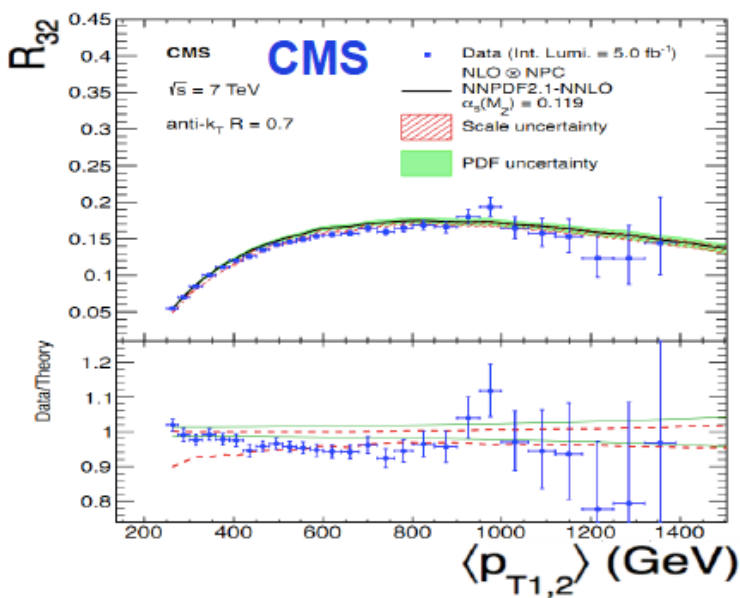 R32
0.45
0.4
0.35
0.3
0.25
0.2
0.15
0.1
0.05
CMS
CMS
√s = 7 TeV
anti-kT R = 0.7
Data (Int. Lumi. = 5.0 fb⁻¹)
NLO ⊗ NPC
NNPDF2.1-NNLO
αs(MZ) = 0.119
Scale uncertainty
PDF uncertainty
Data/Theory
1.2
1.1
1
0.9
0.8
200 400 600 800 1000 1200 1400
⟨pT1,2⟩ (GeV)